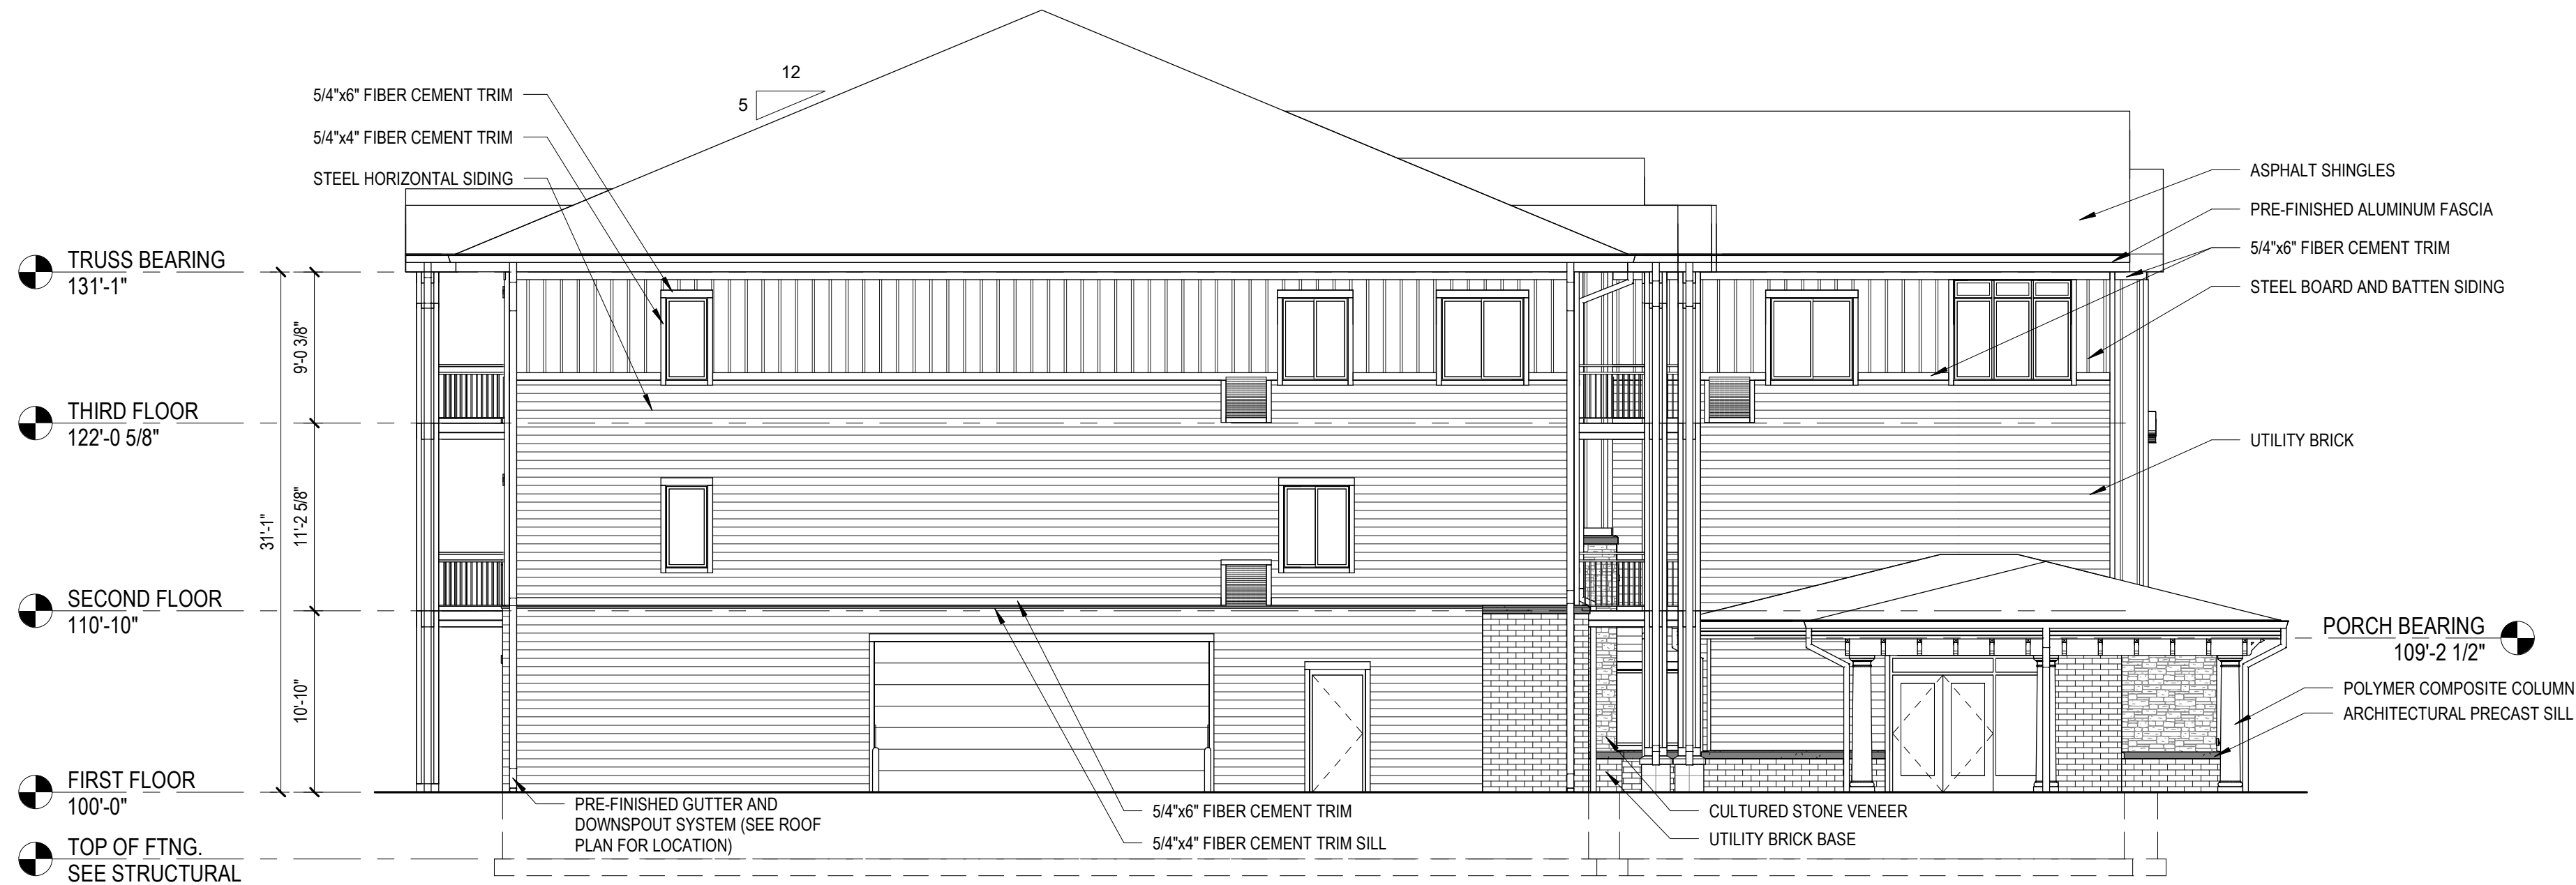 12
5
5/4"x6" FIBER CEMENT TRIM
5/4"x4" FIBER CEMENT TRIM
STEEL HORIZONTAL SIDING
ASPHALT SHINGLES
PRE-FINISHED ALUMINUM FASCIA
5/4"x6" FIBER CEMENT TRIM
STEEL BOARD AND BATTEN SIDING
UTILITY BRICK
TRUSS BEARING
131'-1"
9'-0 3/8"
THIRD FLOOR
122'-0 5/8"
31'-1"
11'-2 5/8"
SECOND FLOOR
110'-10"
10'-10"
FIRST FLOOR
100'-0"
TOP OF FTNG.
SEE STRUCTURAL
PORCH BEARING
109'-2 1/2"
POLYMER COMPOSITE COLUMN
ARCHITECTURAL PRECAST SILL
PRE-FINISHED GUTTER AND
DOWNSPOUT SYSTEM (SEE ROOF
PLAN FOR LOCATION)
5/4"x6" FIBER CEMENT TRIM
5/4"x4" FIBER CEMENT TRIM SILL
CULTURED STONE VENEER
UTILITY BRICK BASE